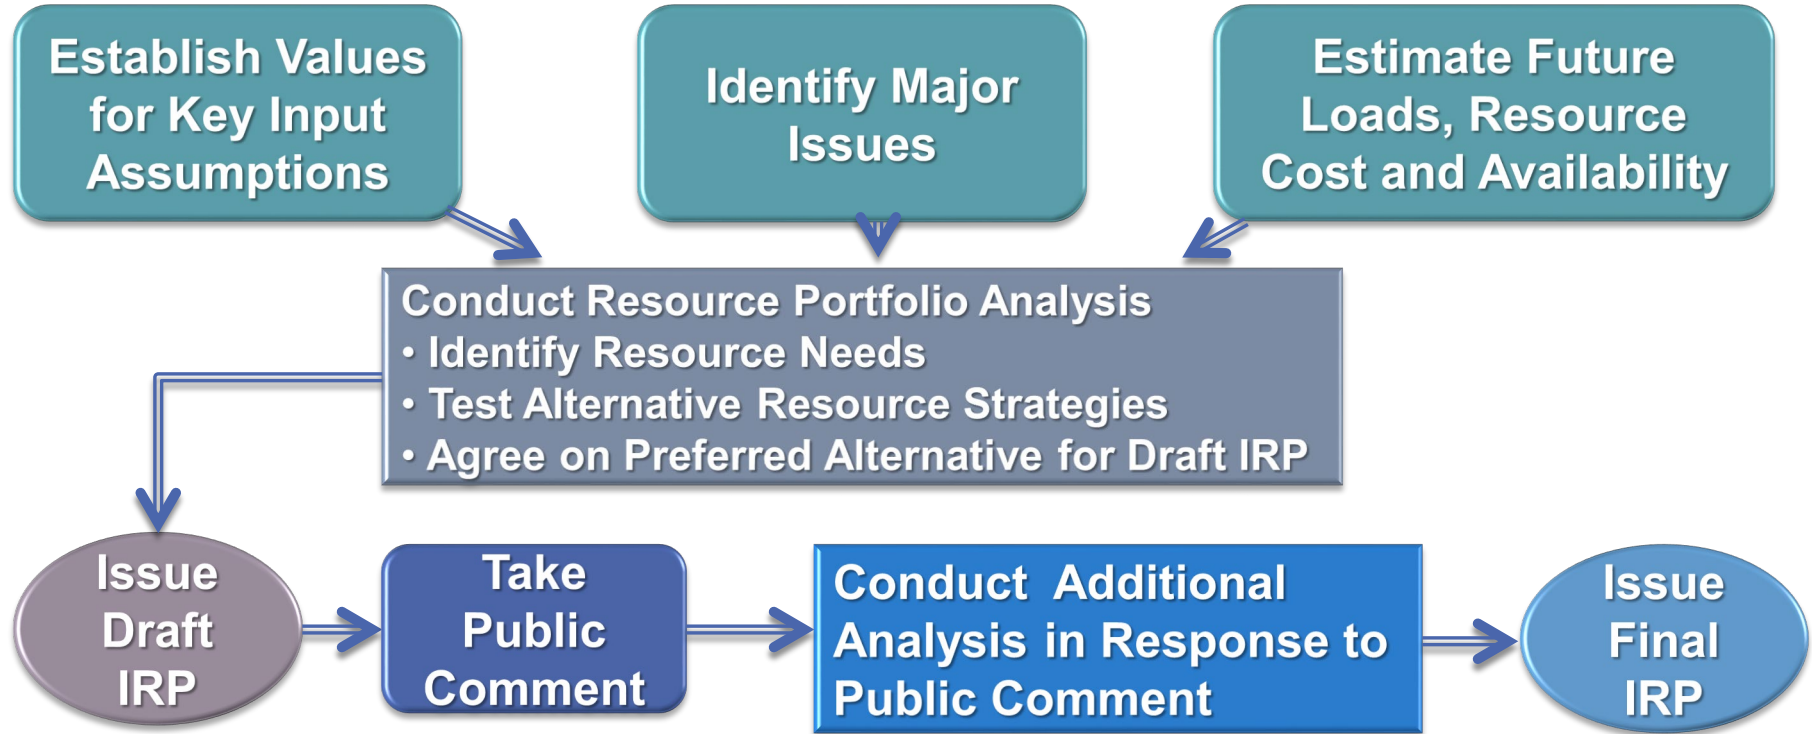 Establish Values
for Key Input
Assumptions
Identify Major
Issues
Estimate Future
Loads, Resource
Cost and Availability
Conduct Resource Portfolio Analysis
• Identify Resource Needs
• Test Alternative Resource Strategies
• Agree on Preferred Alternative for Draft IRP
Issue
Draft
IRP
Take
Public
Comment
Conduct  Additional
Analysis in Response to
Public Comment
Issue
Final
IRP